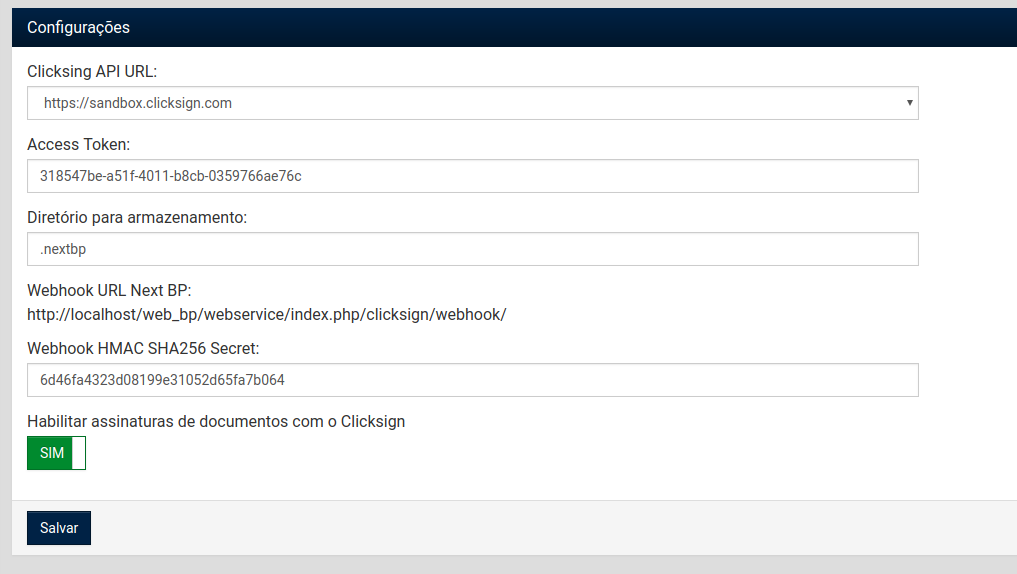 Configurações
Clicksing API URL:
https://sandbox.clicksign.com
Access Token:
318547be-a51f-4011-b8cb-0359766ae76c
Diretório para armazenamento:
.nextbp
Webhook URL Next BP:
http://localhost/web_bp/webservice/index.php/clicksign/webhook/
Webhook HMAC SHA256 Secret:
6d46fa4323d08199e31052d65fa7b064
Habilitar assinaturas de documentos com o Clicksign
SIM
Salvar